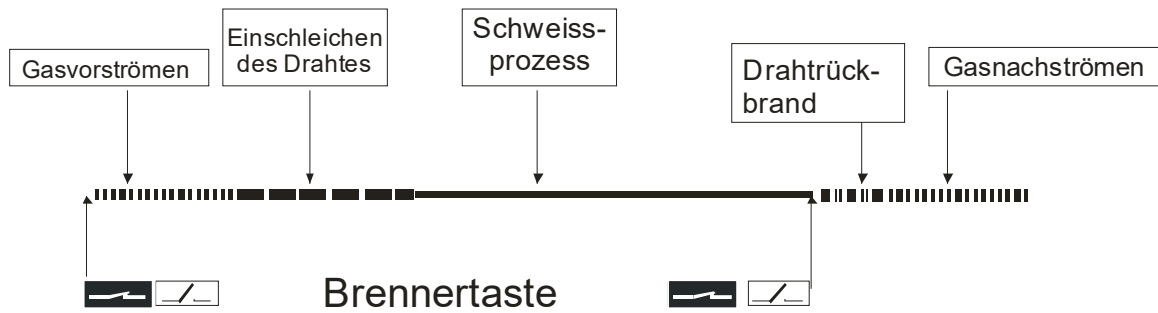 Gasvorströmen
Einschleichen
des Drahtes
Schweiss-
prozess
Drahtrück-
brand
Gasnachströmen
Brennertaste